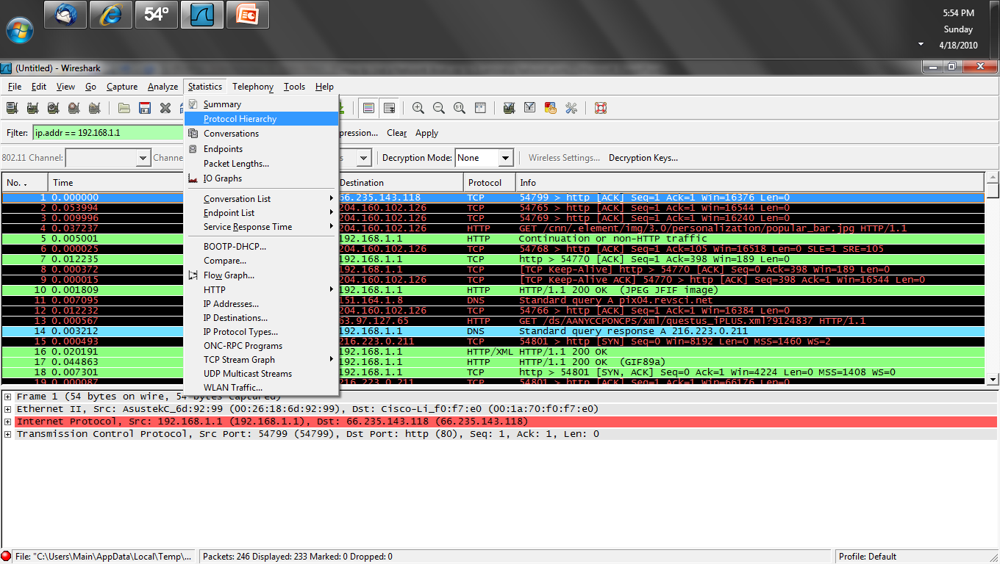 54°
5:54 PM
Sunday
4/18/2010
(Untitled) - Wireshark
File Edit View Go Capture Analyze Statistics Telephony Tools Help
Summary
Protocol Hierarchy
Conversations
Endpoints
Packet Lengths...
IO Graphs
Conversation List
Endpoint List
Service Response Time
BOOTP-DHCP...
Compare...
Flow Graph...
HTTP
IP Addresses...
IP Destinations...
IP Protocol Types...
ONC-RPC Programs
TCP Stream Graph
UDP Multicast Streams
WLAN Traffic...
Filter: ip.addr == 192.168.1.1 pression... Clear Apply
802.11 Channel: Channe s Decryption Mode: None Wireless Settings... Decryption Keys...
No. . Time Destination Protocol Info
1 0.000000 66.235.143.118 TCP 54799 > http [ACK] Seq=1 Ack=1 Win=16376 Len=0
2 0.053994 204.160.102.126 TCP 54765 > http [ACK] Seq=1 Ack=1 Win=16544 Len=0
3 0.009996 204.160.102.126 TCP 54769 > http [ACK] Seq=1 Ack=1 Win=16240 Len=0
4 0.037237 204.160.102.126 HTTP GET /cnn/.element/img/3.0/personalization/popular_bar.jpg HTTP/1.1
5 0.005001 192.168.1.1 HTTP Continuation or non-HTTP traffic
6 0.000025 204.160.102.126 TCP 54768 > http [ACK] Seq=1 Ack=105 Win=16518 Len=0 SLE=1 SRE=105
7 0.012235 192.168.1.1 TCP http > 54770 [ACK] Seq=1 Ack=398 Win=189 Len=0
8 0.000372 192.168.1.1 TCP [TCP Keep-Alive] http > 54770 [ACK] Seq=0 Ack=398 Win=189 Len=0
9 0.000015 204.160.102.126 TCP [TCP Keep-Alive ACK] 54770 > http [ACK] Seq=398 Ack=1 Win=16544 Len=0
10 0.001809 192.168.1.1 HTTP HTTP/1.1 200 OK (JPEG JFIF image)
11 0.007095 151.164.1.8 DNS Standard query A pix04.revsci.net
12 0.012232 204.160.102.126 TCP 54766 > http [ACK] Seq=1 Ack=1 Win=16384 Len=0
13 0.000567 63.97.127.65 HTTP GET /ds/AANYCCPONCPS/xml/questus_iPLUS.xml?9124837 HTTP/1.1
14 0.003212 192.168.1.1 DNS Standard query response A 216.223.0.211
15 0.000493 216.223.0.211 TCP 54801 > http [SYN] Seq=0 Win=8192 Len=0 MSS=1460 WS=2
16 0.020191 192.168.1.1 HTTP/XML HTTP/1.1 200 OK
17 0.044863 192.168.1.1 HTTP HTTP/1.1 200 OK (GIF89a)
18 0.007301 192.168.1.1 TCP http > 54801 [SYN, ACK] Seq=0 Ack=1 Win=4224 Len=0 MSS=1408 WS=0
19 0.000087 216.223.0.211 TCP 54801 > http [ACK] Seq=1 Ack=1 Win=66176 Len=0
Frame 1 (54 bytes on wire, 54 bytes captured)
Ethernet II, Src: AsustekC_6d:92:99 (00:26:18:6d:92:99), Dst: Cisco-Li_f0:f7:e0 (00:1a:70:f0:f7:e0)
Internet Protocol, Src: 192.168.1.1 (192.168.1.1), Dst: 66.235.143.118 (66.235.143.118)
Transmission Control Protocol, Src Port: 54799 (54799), Dst Port: http (80), Seq: 1, Ack: 1, Len: 0
File: "C:\Users\Main\AppData\Local\Temp\... Packets: 246 Displayed: 233 Marked: 0 Dropped: 0 Profile: Default